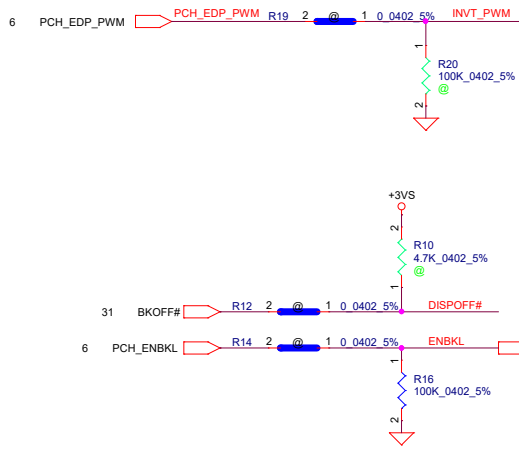 6 PCH_EDP_PWM PCH_EDP_PWM R19 2 @ 1 0_0402_5% INVT_PWM
1
R20
100K_0402_5%
@
2
+3VS
2
R10
4.7K_0402_5%
@
1
31 BKOFF# R12 2 @ 1 0_0402_5% DISPOFF#
6 PCH_ENBKL R14 2 @ 1 0_0402_5% ENBKL
1
R16
100K_0402_5%
2